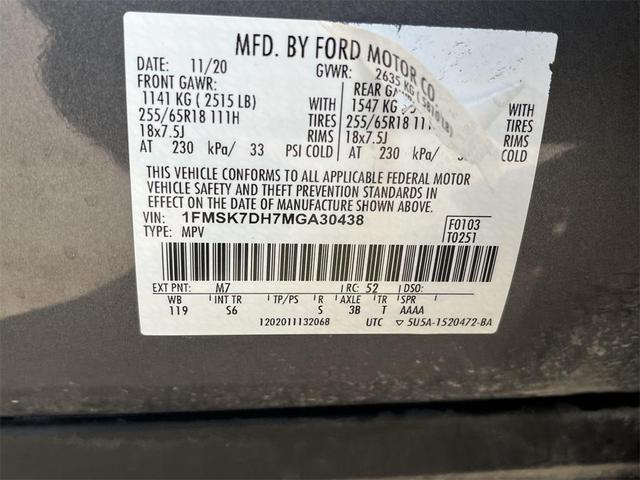 MFD. BY FORD MOTOR CO
DATE: 11/20 GVWR: 2635 KG (5810 LB)
FRONT GAWR: REAR
1141 KG (2515 LB) WITH 1547 KG WITH
255/65R18 111H TIRES 255/65R18 111H TIRES
18x7.5J RIMS 18x7.5J RIMS
AT 230 kPa/ 33 PSI COLD AT 230 kPa/ COLD
THIS VEHICLE CONFORMS TO ALL APPLICABLE FEDERAL MOTOR
VEHICLE SAFETY AND THEFT PREVENTION STANDARDS IN
EFFECT ON THE DATE OF MANUFACTURE SHOWN ABOVE.
VIN: 1FMSK7DH7MGA30438 F0103
TYPE: MPV T0251
EXT PNT: M7 RC: 52 DSO:
WB INT TR TP/PS R AXLE TR SPR
119 S6 S 3B T AAAA
1202011132068 UTC 5U5A-1520472-BA